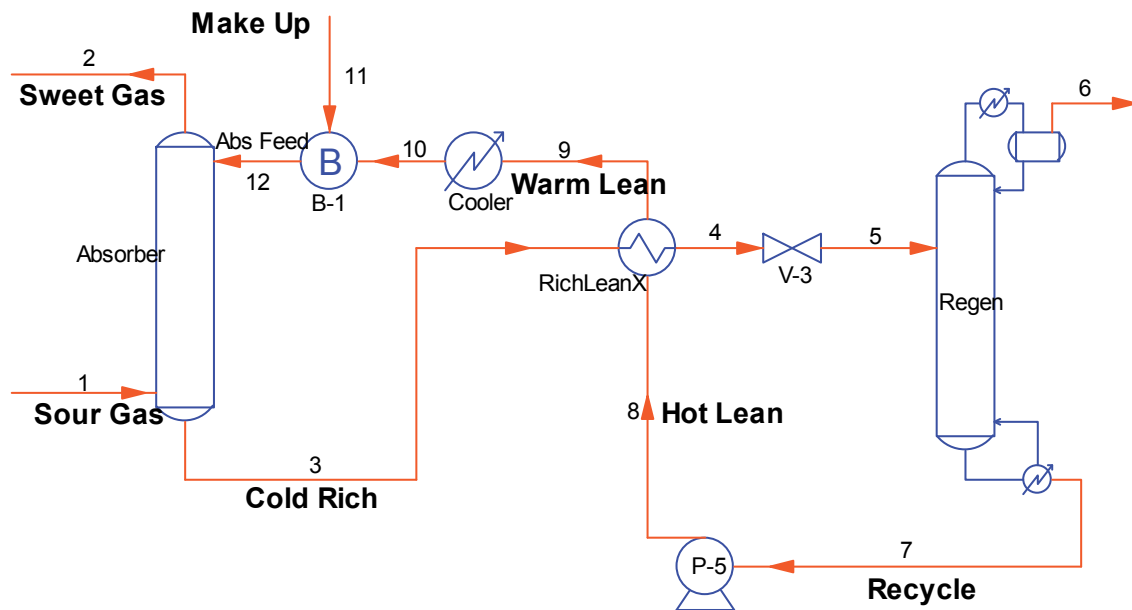 Make Up
2
11
6
Sweet Gas
Abs Feed
B
10
9
12
B-1
Cooler
Warm Lean
4
5
Absorber
RichLeanX
V-3
Regen
1
Sour Gas
8
Hot Lean
3
Cold Rich
7
P-5
Recycle